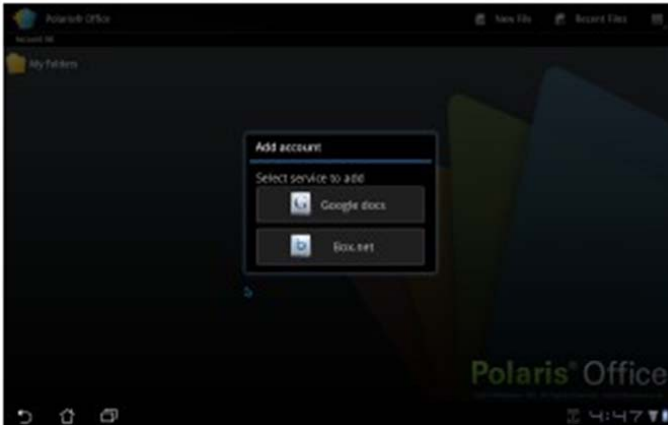 Polaris® Office
New File
Recent Files
My folders
Add account
Select service to add
Google docs
Box.net
Polaris® Office
4:47